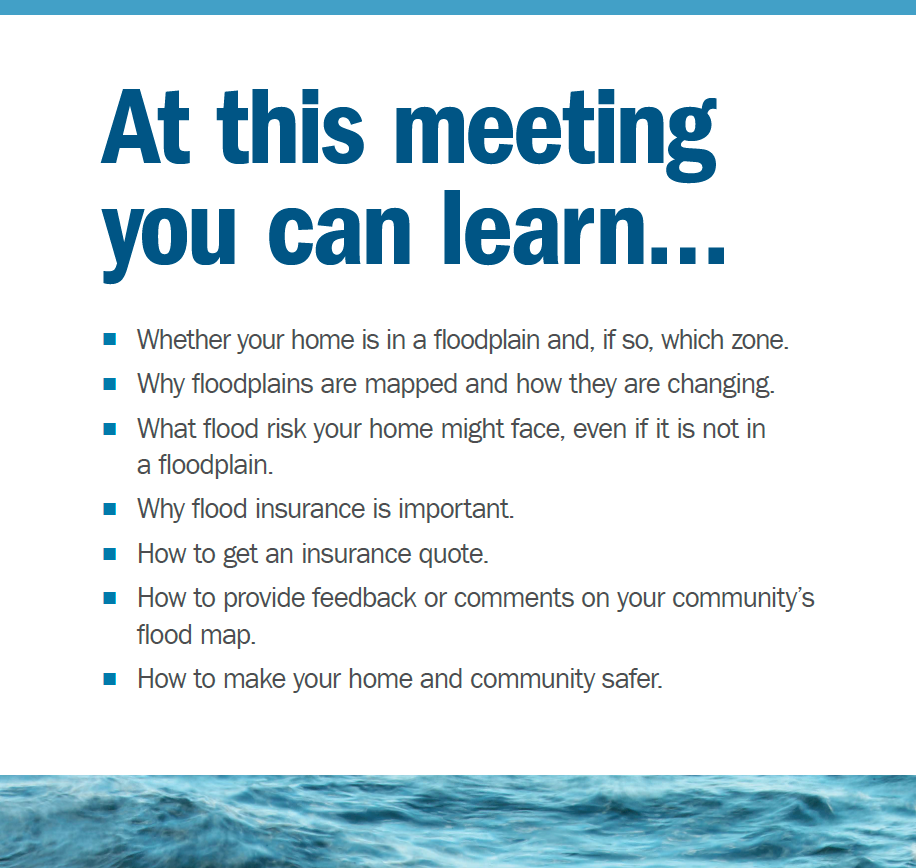 At this meeting
you can learn...
▪ Whether your home is in a floodplain and, if so, which zone.
▪ Why floodplains are mapped and how they are changing.
▪ What flood risk your home might face, even if it is not in
a floodplain.
▪ Why flood insurance is important.
▪ How to get an insurance quote.
▪ How to provide feedback or comments on your community’s
flood map.
▪ How to make your home and community safer.